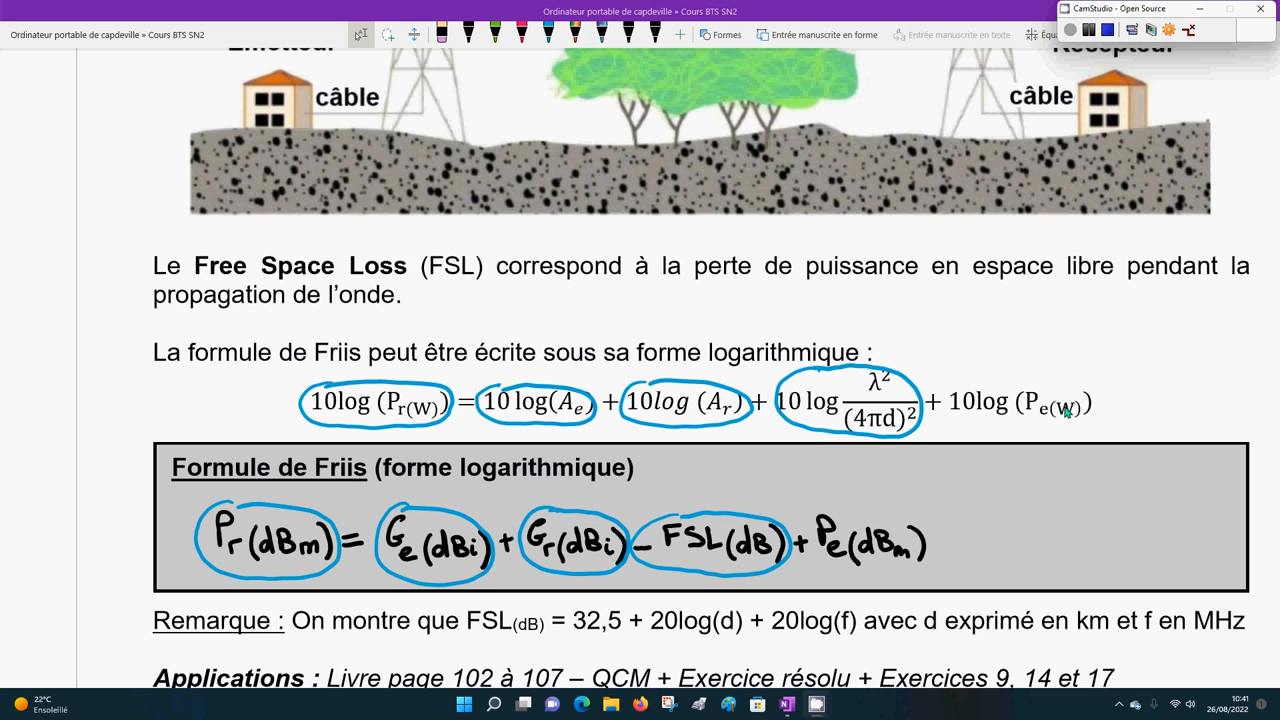 Ordinateur portable de capdeville » Cours BTS SN2
CamStudio - Open Source
Ordinateur portable de capdeville » Cours BTS SN2
Formes
Entrée manuscrite en forme
Entrée manuscrite en texte
câble
câble
Le Free Space Loss (FSL) correspond à la perte de puissance en espace libre pendant la
propagation de l'onde.
La formule de Friis peut être écrite sous sa forme logarithmique :
10log (Pr(W)) = 10 log(Ae) + 10log (Ar) + 10 log λ²/(4πd)² + 10log (Pe(W))
Formule de Friis (forme logarithmique)
Pr(dBm) = Ge(dBi) + Gr(dBi) - FSL(dB) + Pe(dBm)
Remarque : On montre que FSL(dB) = 32,5 + 20log(d) + 20log(f) avec d exprimé en km et f en MHz
Applications : Livre page 102 à 107 – QCM + Exercice résolu + Exercices 9, 14 et 17
22°C
Ensoleillé
10:41
26/08/2022